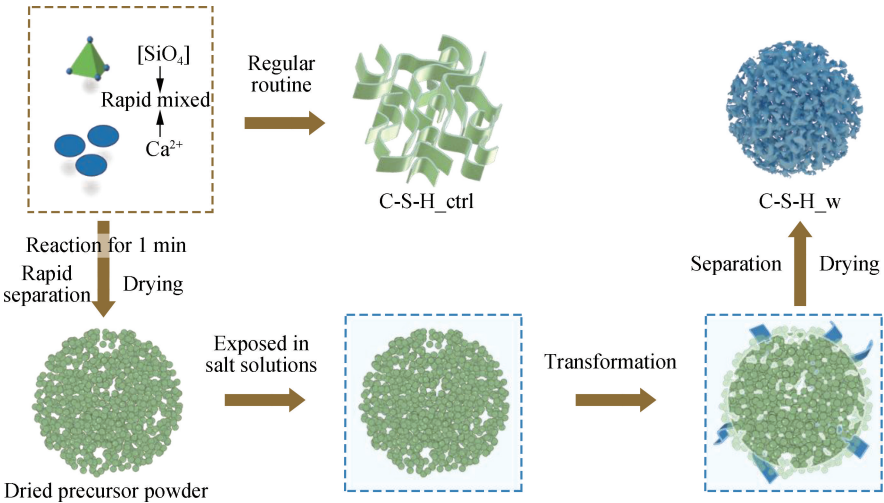 [SiO₄]
Rapid mixed
Ca²⁺
Regular
routine
C-S-H_ctrl
C-S-H_w
Reaction for 1 min
Rapid
separation
Drying
Separation
Drying
Exposed in
salt solutions
Transformation
Dried precursor powder